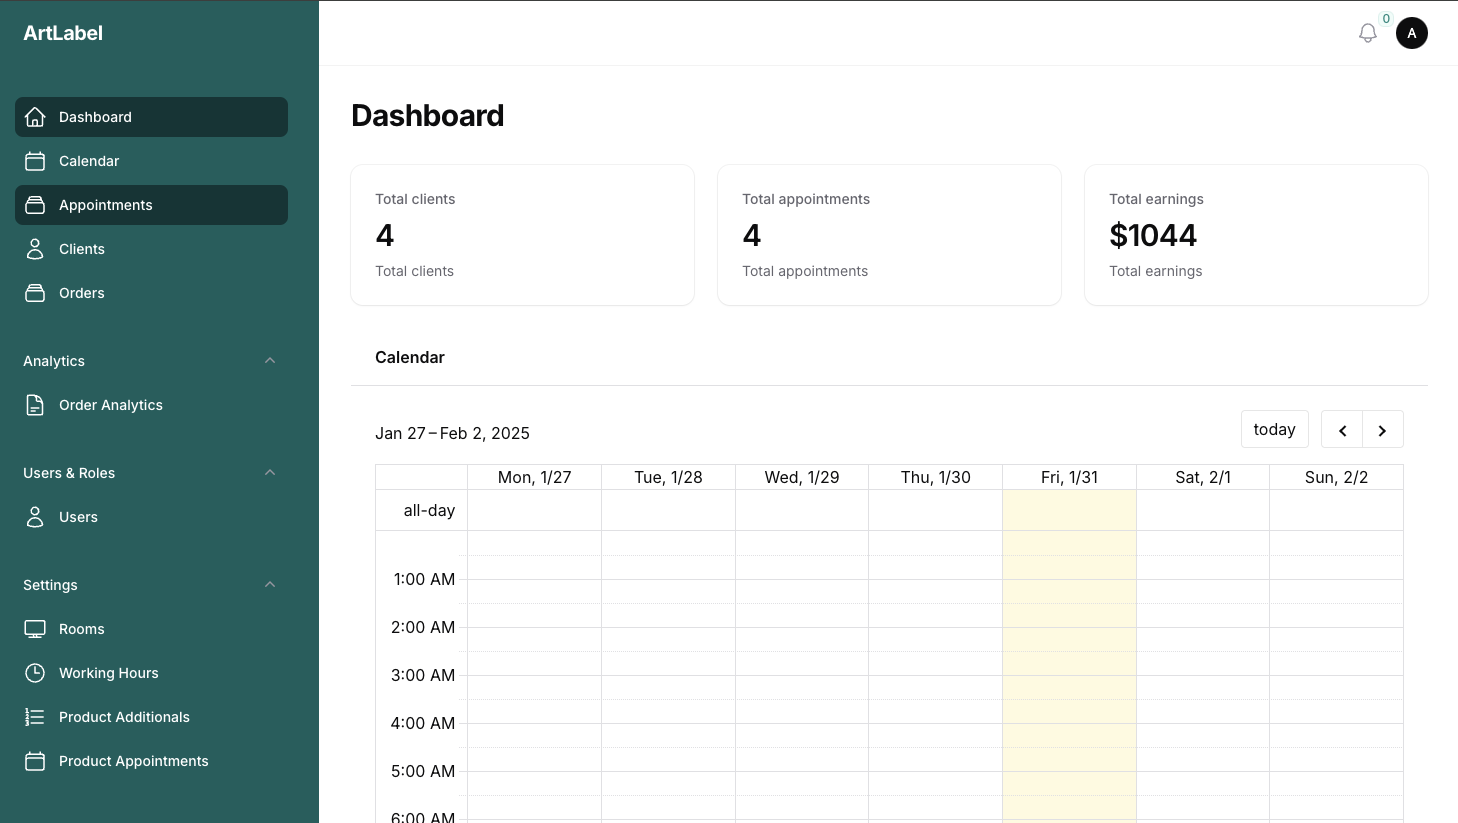 ArtLabel
0
A
Dashboard
Calendar
Appointments
Clients
Orders
Analytics
Order Analytics
Users & Roles
Users
Settings
Rooms
Working Hours
Product Additionals
Product Appointments
Dashboard
Total clients
4
Total clients
Total appointments
4
Total appointments
Total earnings
$1044
Total earnings
Calendar
Jan 27 – Feb 2, 2025
today
Mon, 1/27 Tue, 1/28 Wed, 1/29 Thu, 1/30 Fri, 1/31 Sat, 2/1 Sun, 2/2
all-day
1:00 AM
2:00 AM
3:00 AM
4:00 AM
5:00 AM
6:00 AM